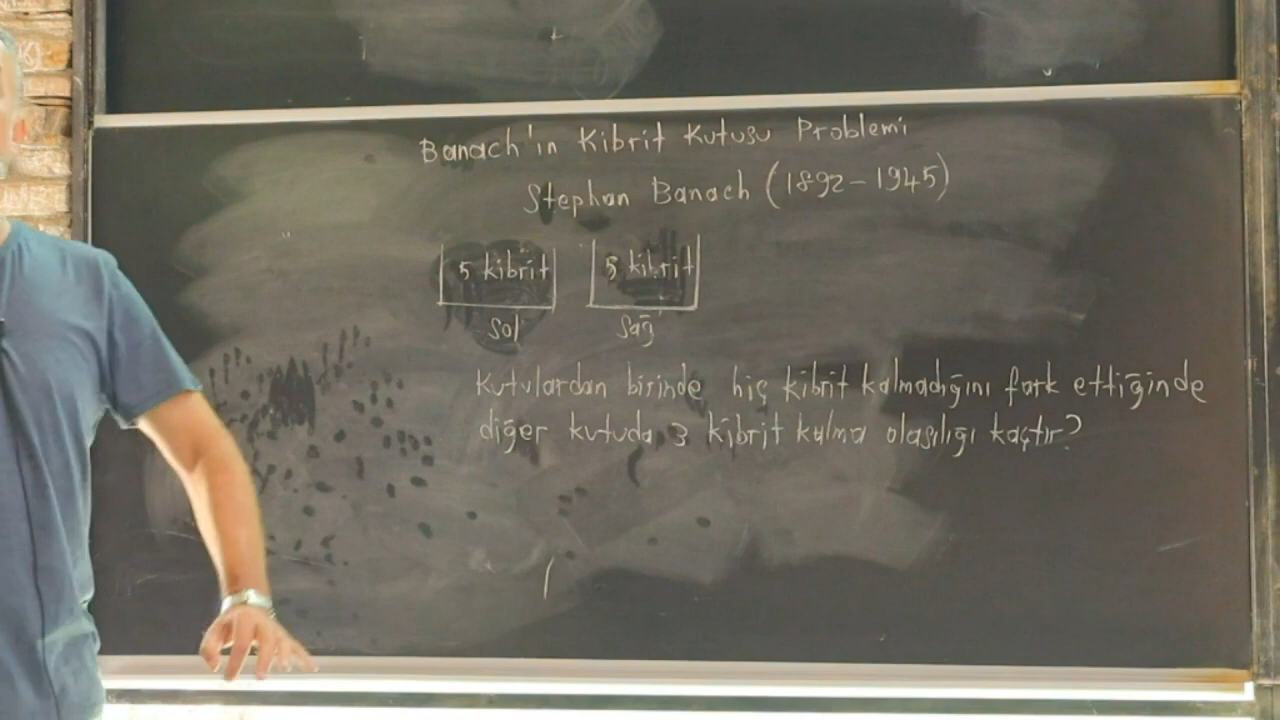 Banach'ın Kibrit Kutusu Problemi
Stephan Banach (1892-1945)
5 kibrit 5 kibrit
Sol Sağ
Kutulardan birinde hiç kibrit kalmadığını fark ettiğinde
diğer kutuda 3 kibrit kalma olasılığı kaçtır?